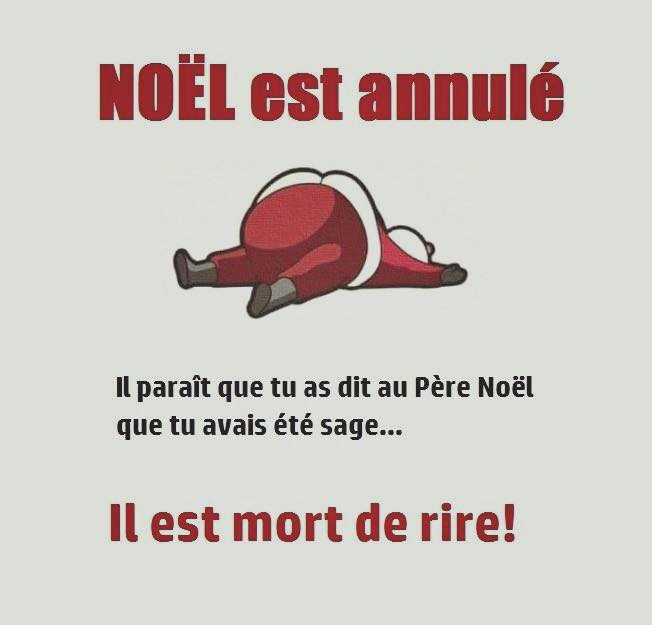 NOËL est annulé
Il paraît que tu as dit au Père Noël
que tu avais été sage...
Il est mort de rire!